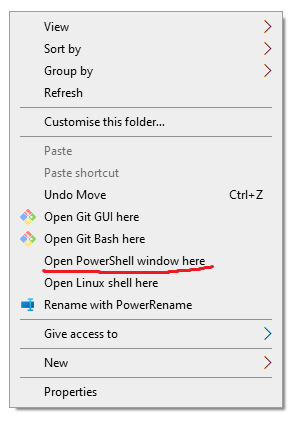 View
Sort by
Group by
Refresh
Customise this folder...
Paste
Paste shortcut
Undo Move Ctrl+Z
Open Git GUI here
Open Git Bash here
Open PowerShell window here
Open Linux shell here
Rename with PowerRename
Give access to
New
Properties